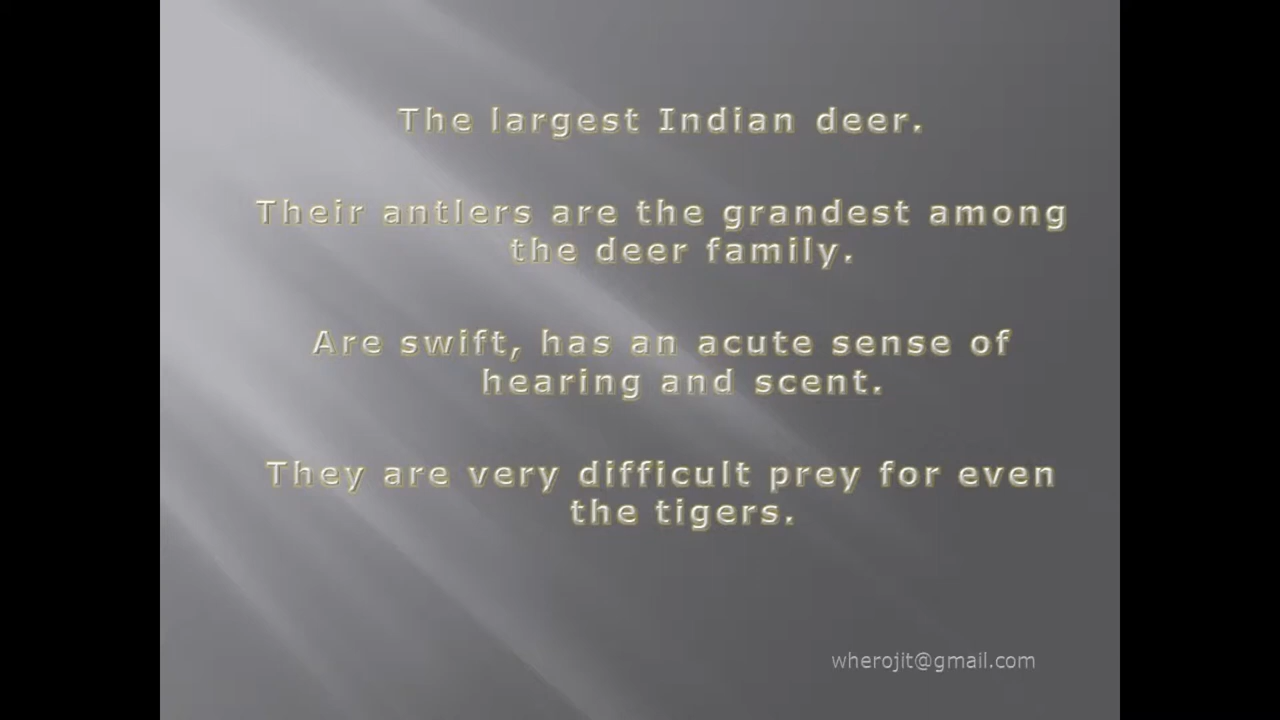 The largest Indian deer.
Their antlers are the grandest among
the deer family.
Are swift, has an acute sense of
hearing and scent.
They are very difficult prey for even
the tigers.
wherojit@gmail.com